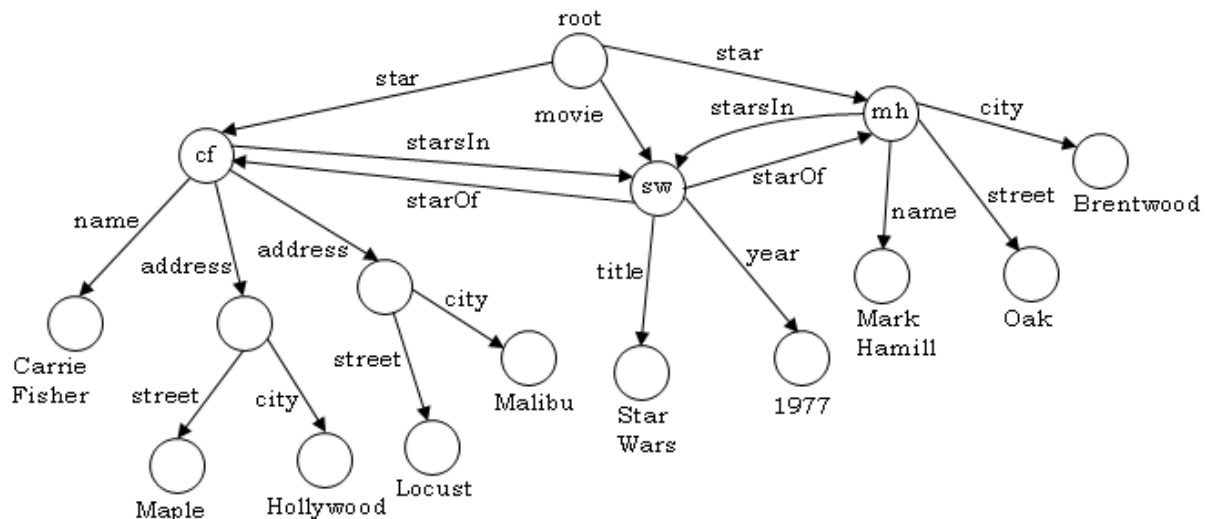 root
star
star
movie
starsIn
mh
city
cf
starsIn
starOf
sw
starOf
Brentwood
name
address
address
name
street
title
year
city
Mark
Hamill
Oak
Carrie
Fisher
street
city
street
Malibu
Star
Wars
1977
Maple
Hollywood
Locust